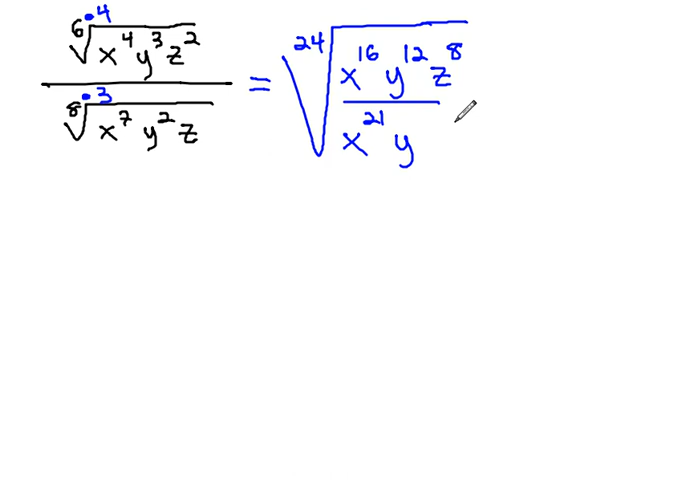 6·4√x⁴y³z² / 8·3√x⁷y²z = 24√x¹⁶y¹²z⁸ / x²¹y